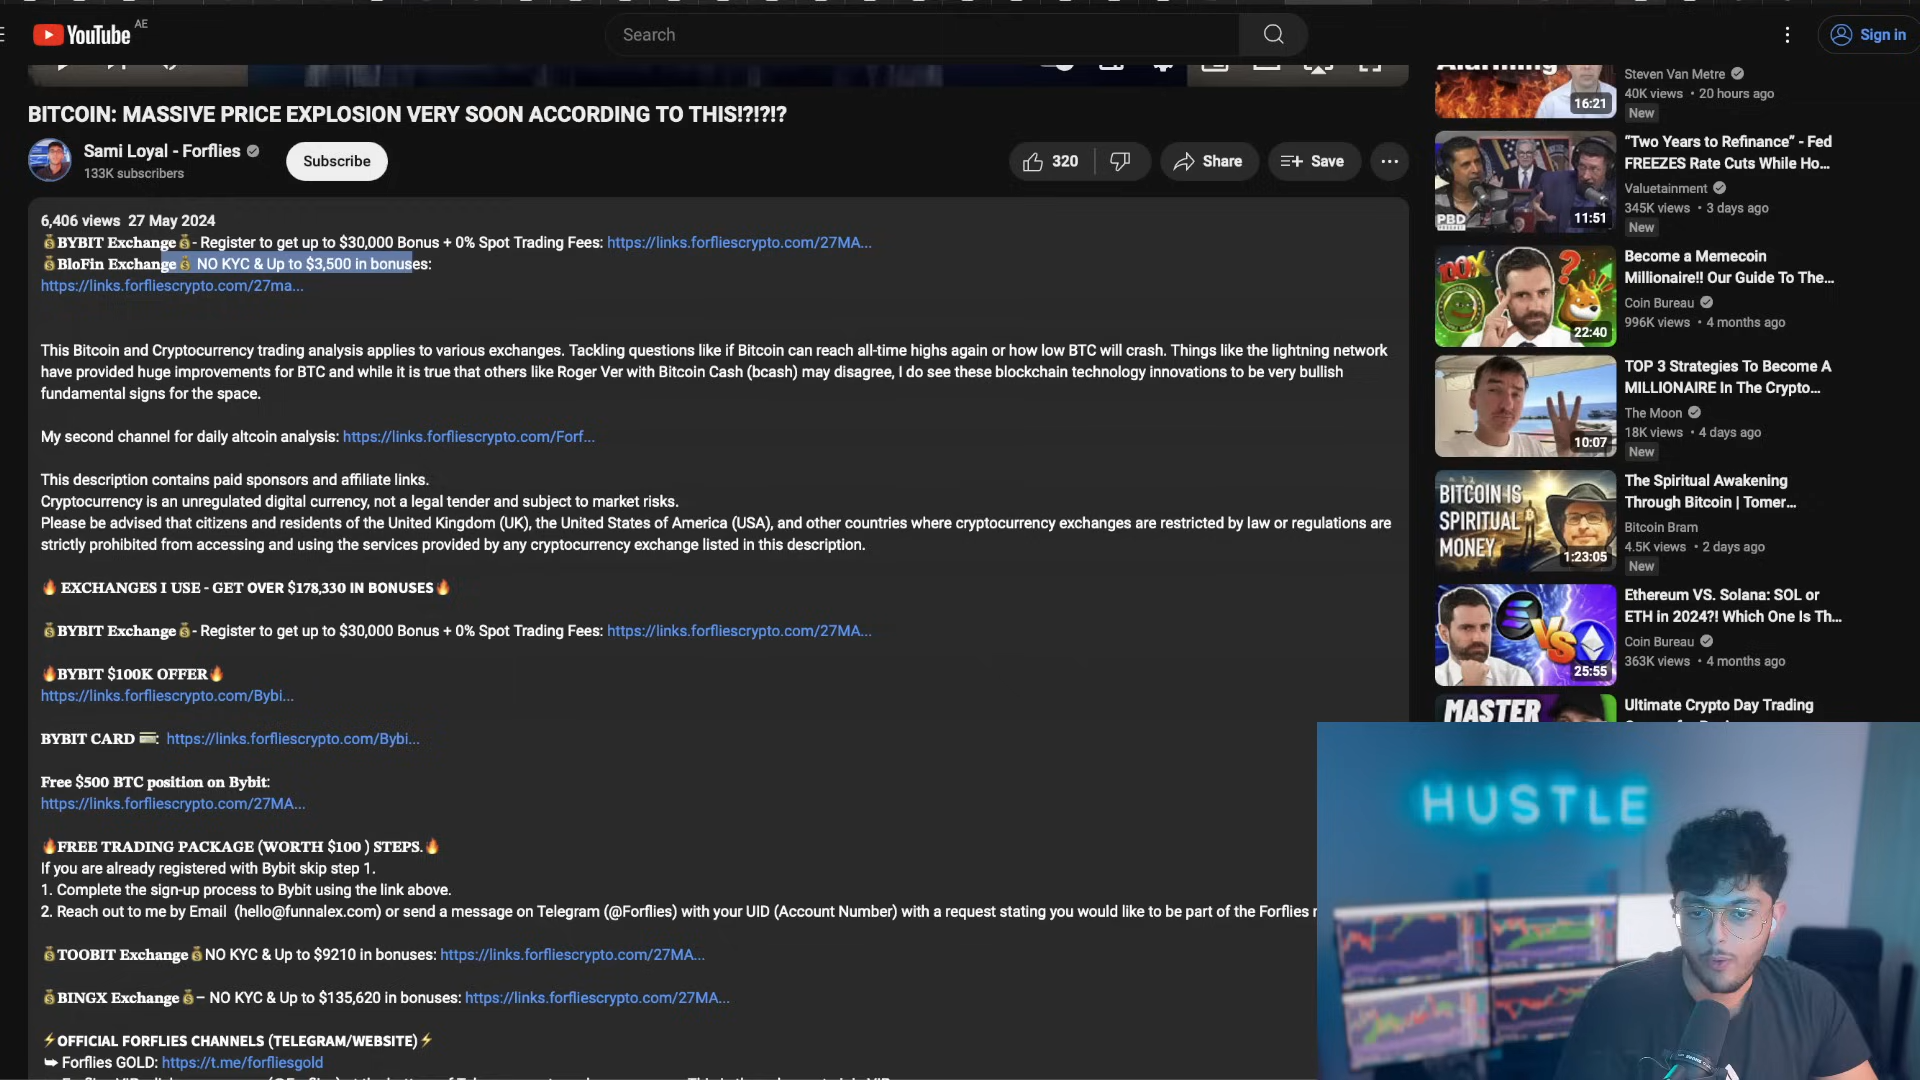 YouTube AE
Search
Sign in
BITCOIN: MASSIVE PRICE EXPLOSION VERY SOON ACCORDING TO THIS!?!?!?
Sami Loyal - Forflies
133K subscribers
Subscribe
320
Share
Save
6,406 views 27 May 2024
💰BYBIT Exchange💰- Register to get up to $30,000 Bonus + 0% Spot Trading Fees: https://links.forfliescrypto.com/27MA...
💰BloFin Exchange💰 NO KYC & Up to $3,500 in bonuses:
https://links.forfliescrypto.com/27ma...
This Bitcoin and Cryptocurrency trading analysis applies to various exchanges. Tackling questions like if Bitcoin can reach all-time highs again or how low BTC will crash. Things like the lightning network
have provided huge improvements for BTC and while it is true that others like Roger Ver with Bitcoin Cash (bcash) may disagree, I do see these blockchain technology innovations to be very bullish
fundamental signs for the space.
My second channel for daily altcoin analysis: https://links.forfliescrypto.com/Forf...
This description contains paid sponsors and affiliate links.
Cryptocurrency is an unregulated digital currency, not a legal tender and subject to market risks.
Please be advised that citizens and residents of the United Kingdom (UK), the United States of America (USA), and other countries where cryptocurrency exchanges are restricted by law or regulations are
strictly prohibited from accessing and using the services provided by any cryptocurrency exchange listed in this description.
🔥 EXCHANGES I USE - GET OVER $178,330 IN BONUSES🔥
💰BYBIT Exchange💰- Register to get up to $30,000 Bonus + 0% Spot Trading Fees: https://links.forfliescrypto.com/27MA...
🔥BYBIT $100K OFFER🔥
https://links.forfliescrypto.com/Bybi...
BYBIT CARD 💳: https://links.forfliescrypto.com/Bybi...
Free $500 BTC position on Bybit:
https://links.forfliescrypto.com/27MA...
🔥FREE TRADING PACKAGE (WORTH $100 ) STEPS.🔥
If you are already registered with Bybit skip step 1.
1. Complete the sign-up process to Bybit using the link above.
2. Reach out to me by Email (hello@funnalex.com) or send a message on Telegram (@Forflies) with your UID (Account Number) with a request stating you would like to be part of the Forflies
💰TOOBIT Exchange💰NO KYC & Up to $9210 in bonuses: https://links.forfliescrypto.com/27MA...
💰BINGX Exchange💰– NO KYC & Up to $135,620 in bonuses: https://links.forfliescrypto.com/27MA...
⚡OFFICIAL FORFLIES CHANNELS (TELEGRAM/WEBSITE)⚡
➥ Forflies GOLD: https://t.me/forfliesgold
16:21
Steven Van Metre
40K views • 20 hours ago
New
PBD
PODCAST
11:51
"Two Years to Refinance" - Fed
FREEZES Rate Cuts While Ho...
Valuetainment
345K views • 3 days ago
New
100X
22:40
Become a Memecoin
Millionaire!! Our Guide To The...
Coin Bureau
996K views • 4 months ago
10:07
TOP 3 Strategies To Become A
MILLIONAIRE In The Crypto...
The Moon
18K views • 4 days ago
New
BITCOIN IS
SPIRITUAL
MONEY
1:23:05
The Spiritual Awakening
Through Bitcoin | Tomer...
Bitcoin Bram
4.5K views • 2 days ago
New
VS
25:55
Ethereum VS. Solana: SOL or
ETH in 2024?! Which One Is Th...
Coin Bureau
363K views • 4 months ago
MASTER
Ultimate Crypto Day Trading
HUSTLE